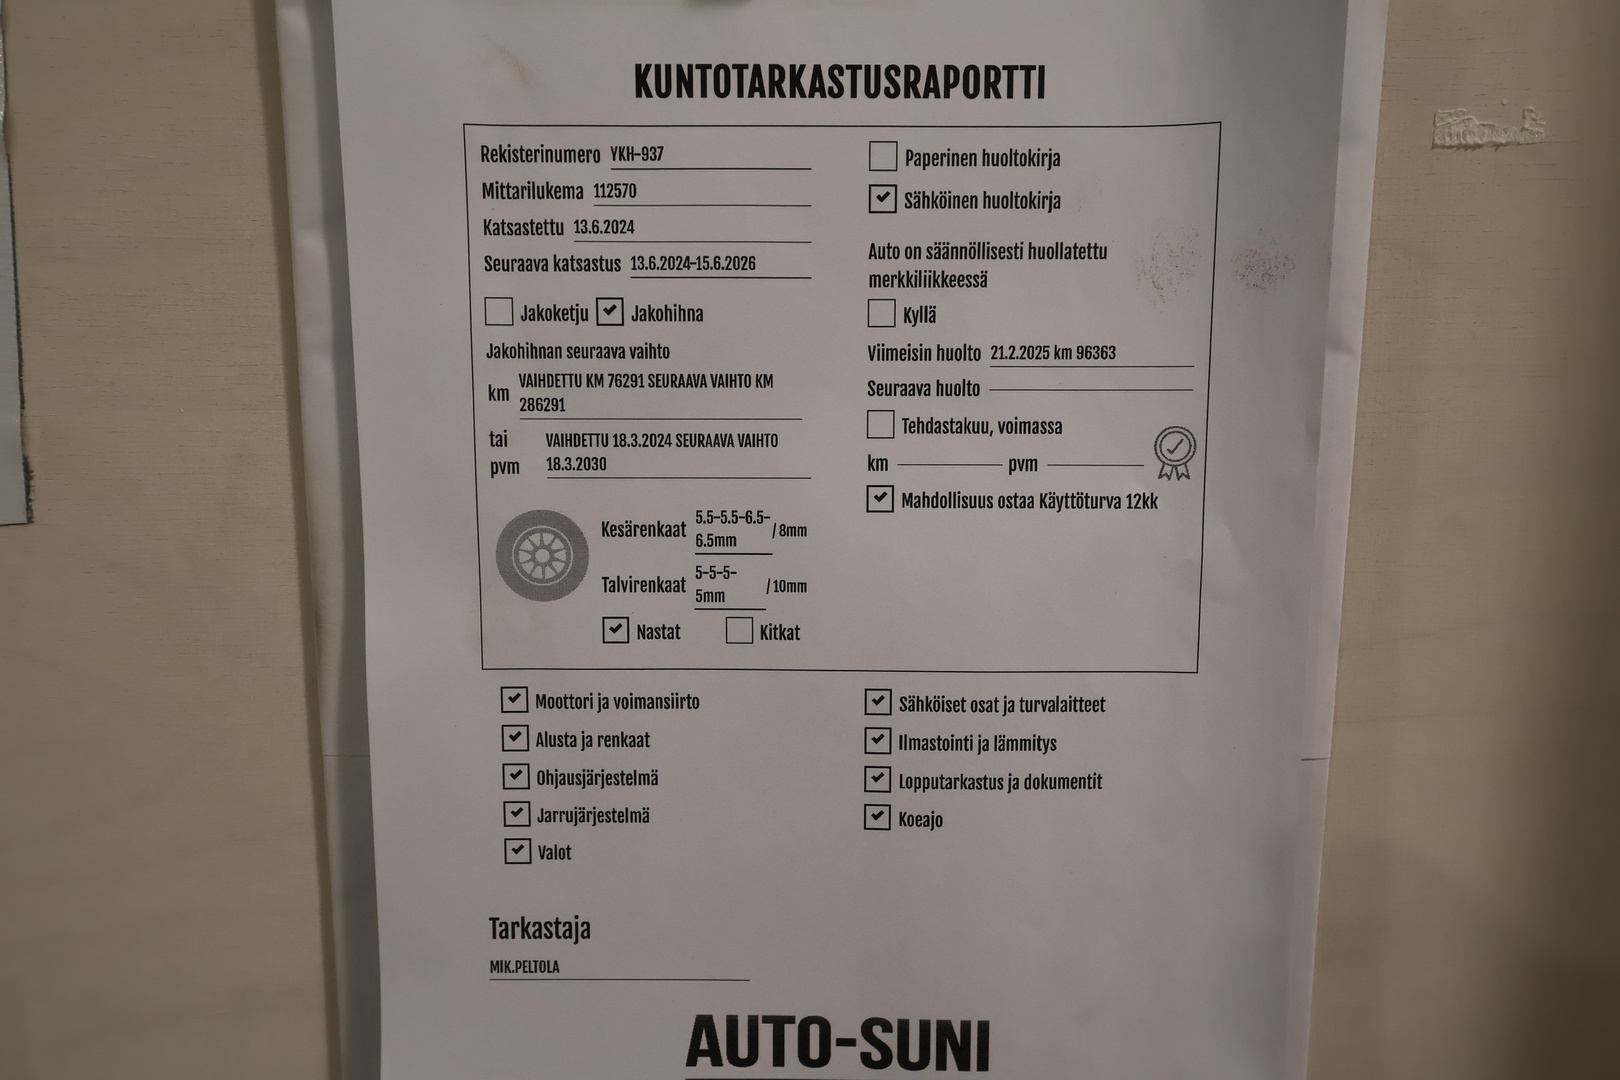 KUNTOTARKASTUSRAPORTTI
Rekisterinumero YKH-937
Mittarilukema 112570
Katsastettu 13.6.2024
Seuraava katsastus 13.6.2024-15.6.2026
Jakoketju Jakohihna
Jakohihnan seuraava vaihto
km VAIHDETTU KM 76291 SEURAAVA VAIHTO KM
286291
tai VAIHDETTU 18.3.2024 SEURAAVA VAIHTO
pvm 18.3.2030
Kesärenkaat 5.5-5.5-6.5-
6.5mm / 8mm
Talvirenkaat 5-5-5-
5mm / 10mm
Nastat Kitkat
Paperinen huoltokirja
Sähköinen huoltokirja
Auto on säännöllisesti huollatettu
merkkiliikkeessä
Kyllä
Viimeisin huolto 21.2.2025 km 96363
Seuraava huolto
Tehdastakuu, voimassa
km pvm
Mahdollisuus ostaa Käyttöturva 12kk
Moottori ja voimansiirto
Alusta ja renkaat
Ohjausjärjestelmä
Jarrujärjestelmä
Valot
Sähköiset osat ja turvalaitteet
Ilmastointi ja lämmitys
Lopputarkastus ja dokumentit
Koeajo
Tarkastaja
MIK.PELTOLA
AUTO-SUNI